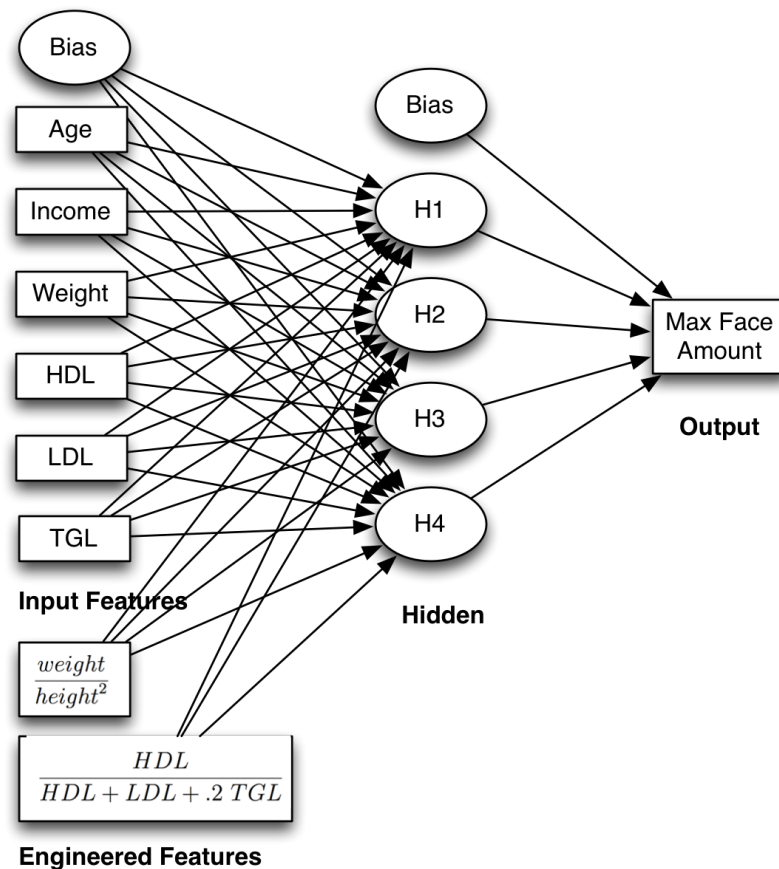 Bias
Age
Income
Weight
HDL
LDL
TGL
Input Features
weight
height²
HDL
HDL + LDL + .2 TGL
Engineered Features
Bias
H1
H2
H3
H4
Hidden
Max Face
Amount
Output